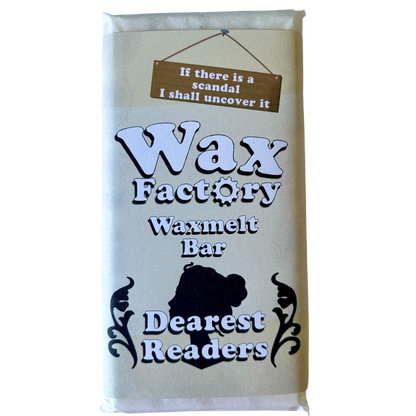 If there is a
scandal
I shall uncover it
Wax
Factory
Waxmelt
Bar
Dearest
Readers